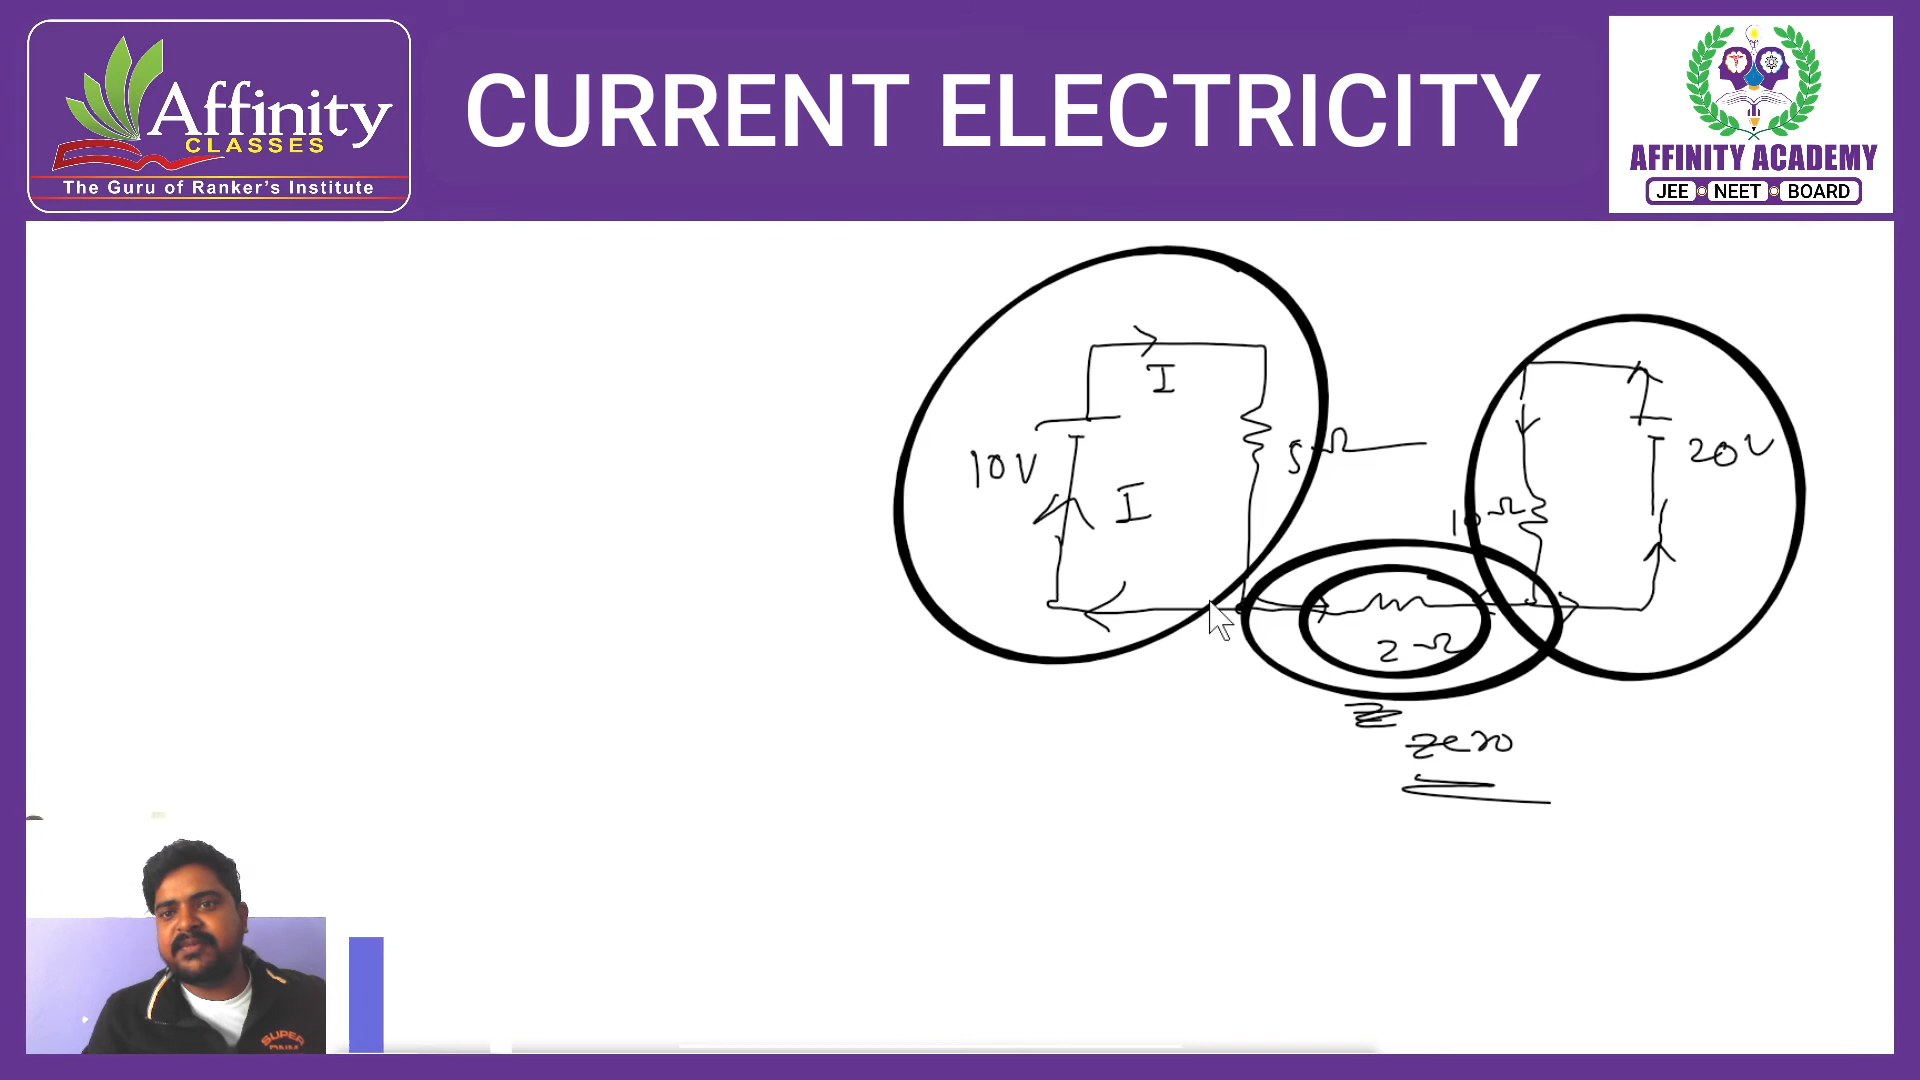 Affinity
CLASSES
The Guru of Ranker's Institute
CURRENT ELECTRICITY
AFFINITY ACADEMY
JEE NEET BOARD
I
10V
I
5Ω
10Ω
20V
2Ω
zero
SUPER